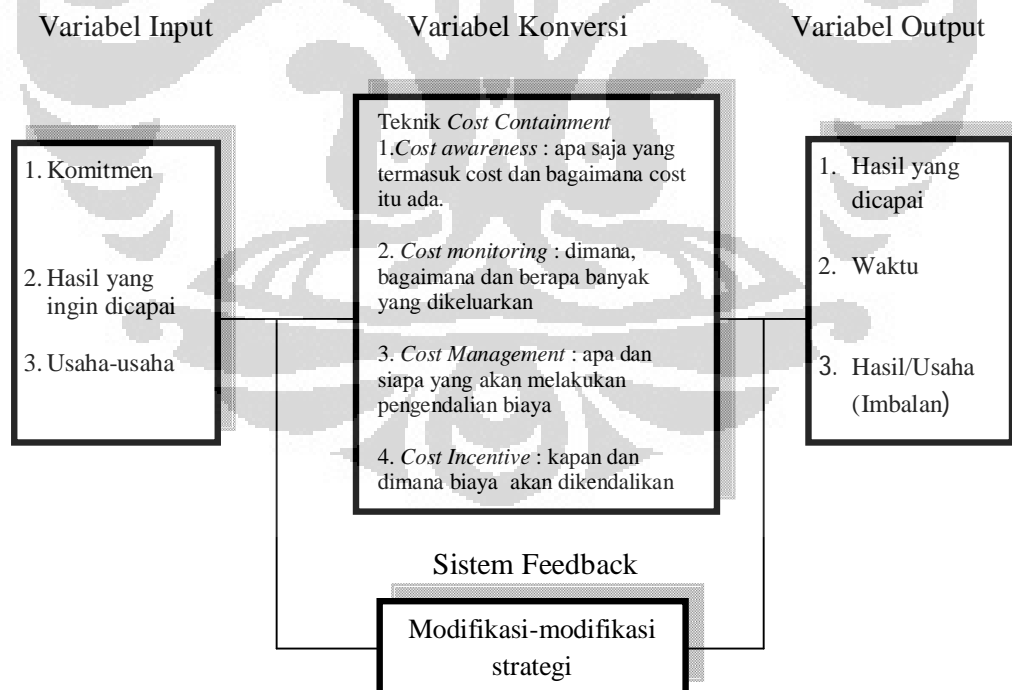 Variabel Input
Variabel Konversi
Variabel Output
1. Komitmen
2. Hasil yang
ingin dicapai
3. Usaha-usaha
Teknik Cost Containment
1.Cost awareness : apa saja yang
termasuk cost dan bagaimana cost
itu ada.
2. Cost monitoring : dimana,
bagaimana dan berapa banyak
yang dikeluarkan
3. Cost Management : apa dan
siapa yang akan melakukan
pengendalian biaya
4. Cost Incentive : kapan dan
dimana biaya akan dikendalikan
1. Hasil yang
dicapai
2. Waktu
3. Hasil/Usaha
(Imbalan)
Sistem Feedback
Modifikasi-modifikasi
strategi